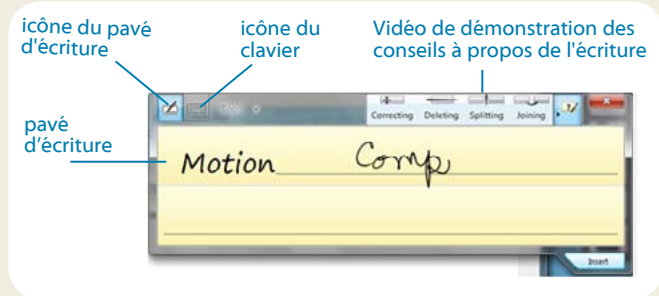 icône du pavé
d'écriture
icône du
clavier
Vidéo de démonstration des
conseils à propos de l'écriture
Tools
Correcting Deleting Splitting Joining
pavé
d’écriture
Motion Comp
Insert